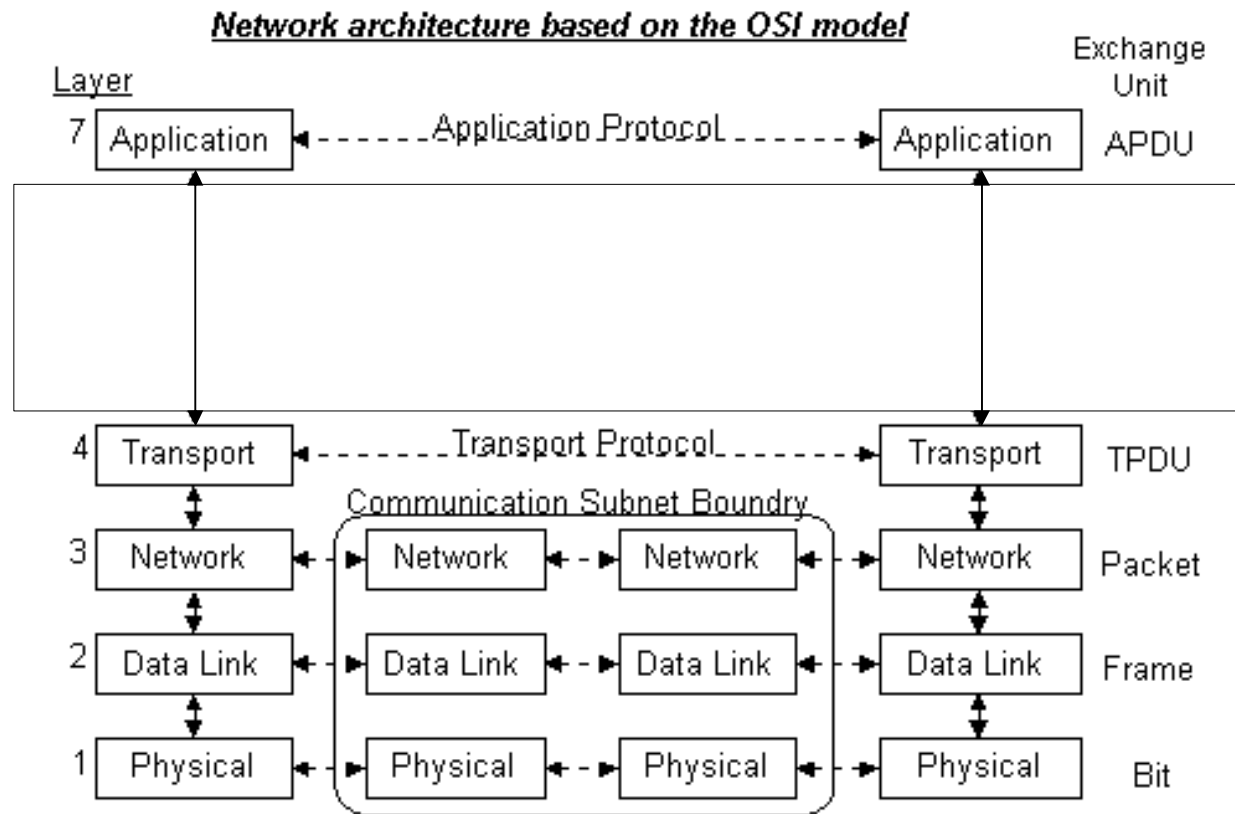 Network architecture based on the OSI model
Exchange
Unit
Layer
7 Application Application Protocol Application APDU
4 Transport Transport Protocol Transport TPDU
Communication Subnet Boundry
3 Network Network Network Network Packet
2 Data Link Data Link Data Link Data Link Frame
1 Physical Physical Physical Physical Bit